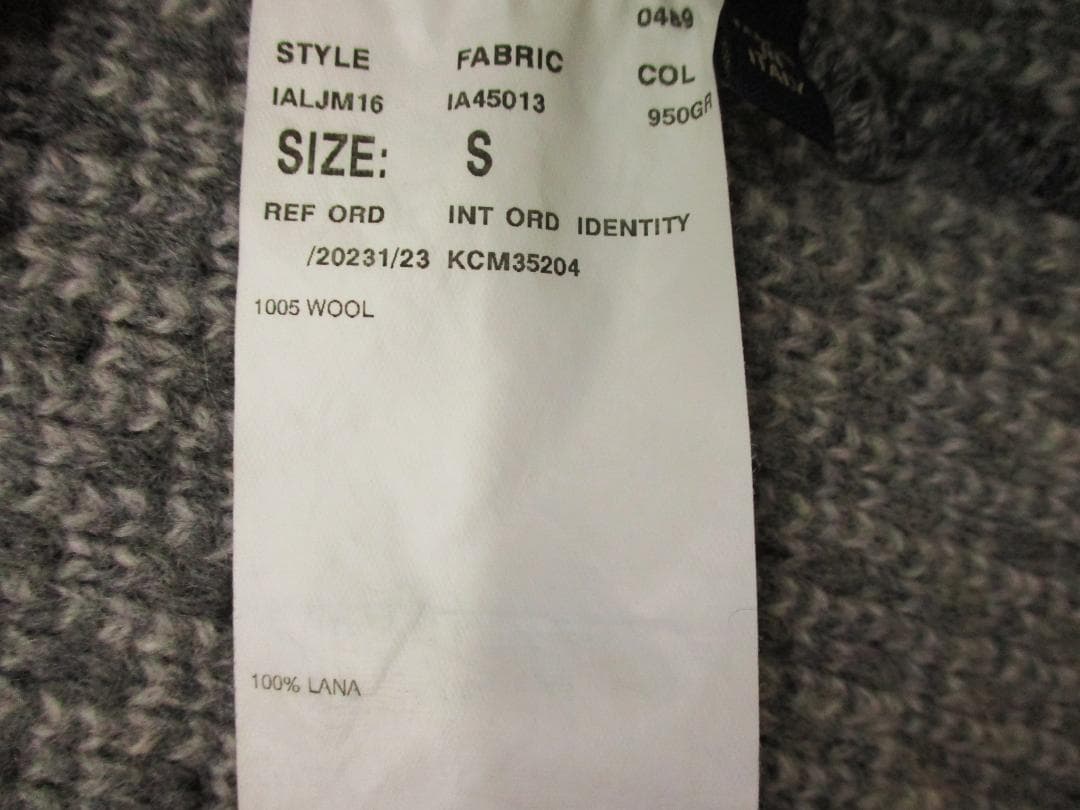 STYLE FABRIC COL
IALJM16 IA45013 950GR
SIZE: S
REF ORD INT ORD IDENTITY
/20231/23 KCM35204
1005 WOOL
100% LANA
ITALY